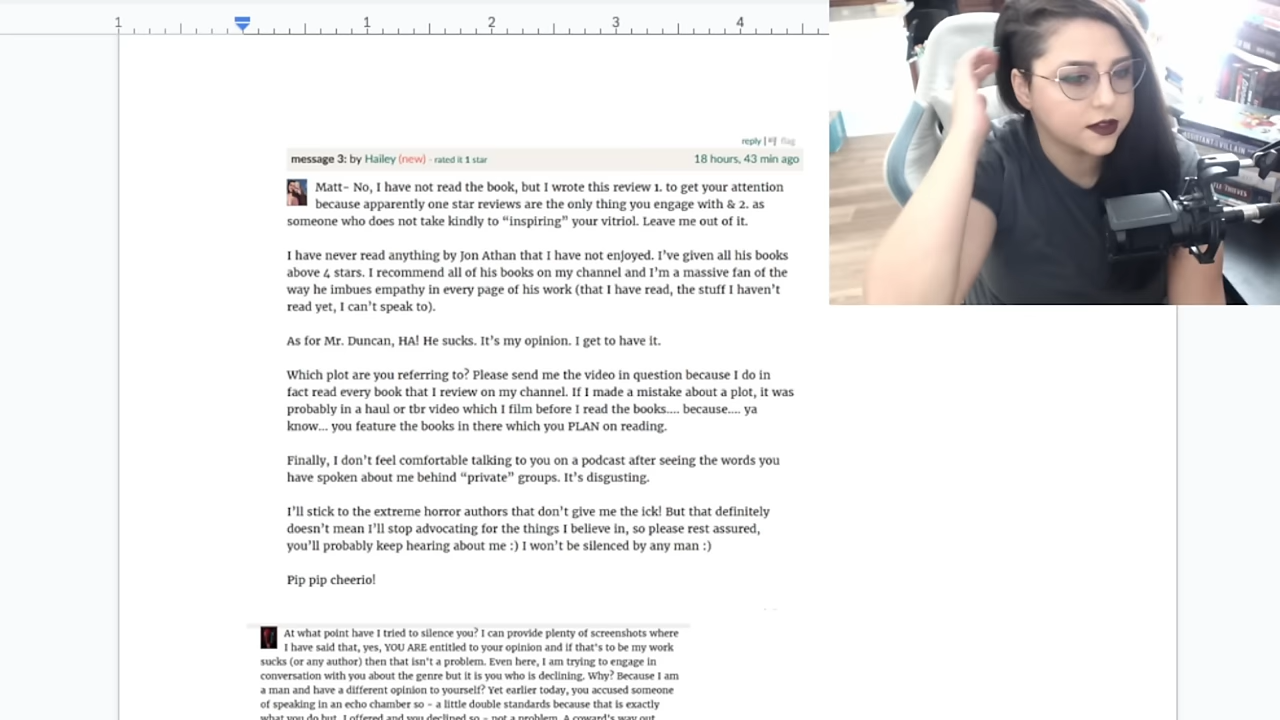 1 1 2 3 4
reply | flag
message 3: by Hailey (new) · rated it 1 star 18 hours, 43 min ago
Matt- No, I have not read the book, but I wrote this review 1. to get your attention
because apparently one star reviews are the only thing you engage with & 2. as
someone who does not take kindly to “inspiring” your vitriol. Leave me out of it.
I have never read anything by Jon Athan that I have not enjoyed. I’ve given all his books
above 4 stars. I recommend all of his books on my channel and I’m a massive fan of the
way he imbues empathy in every page of his work (that I have read, the stuff I haven’t
read yet, I can’t speak to).
As for Mr. Duncan, HA! He sucks. It’s my opinion. I get to have it.
Which plot are you referring to? Please send me the video in question because I do in
fact read every book that I review on my channel. If I made a mistake about a plot, it was
probably in a haul or tbr video which I film before I read the books.... because.... ya
know... you feature the books in there which you PLAN on reading.
Finally, I don’t feel comfortable talking to you on a podcast after seeing the words you
have spoken about me behind “private” groups. It’s disgusting.
I’ll stick to the extreme horror authors that don’t give me the ick! But that definitely
doesn’t mean I’ll stop advocating for the things I believe in, so please rest assured,
you’ll probably keep hearing about me :) I won’t be silenced by any man :)
Pip pip cheerio!
At what point have I tried to silence you? I can provide plenty of screenshots where
I have said that, yes, YOU ARE entitled to your opinion and if that's to be my work
sucks (or any author) then that isn't a problem. Even here, I am trying to engage in
conversation with you about the genre but it is you who is declining. Why? Because I am
a man and have a different opinion to yourself? Yet earlier today, you accused someone
of speaking in an echo chamber so - a little double standards because that is exactly
what you do but, I offered and you declined so - not a problem. A coward's way out
VILLAIN